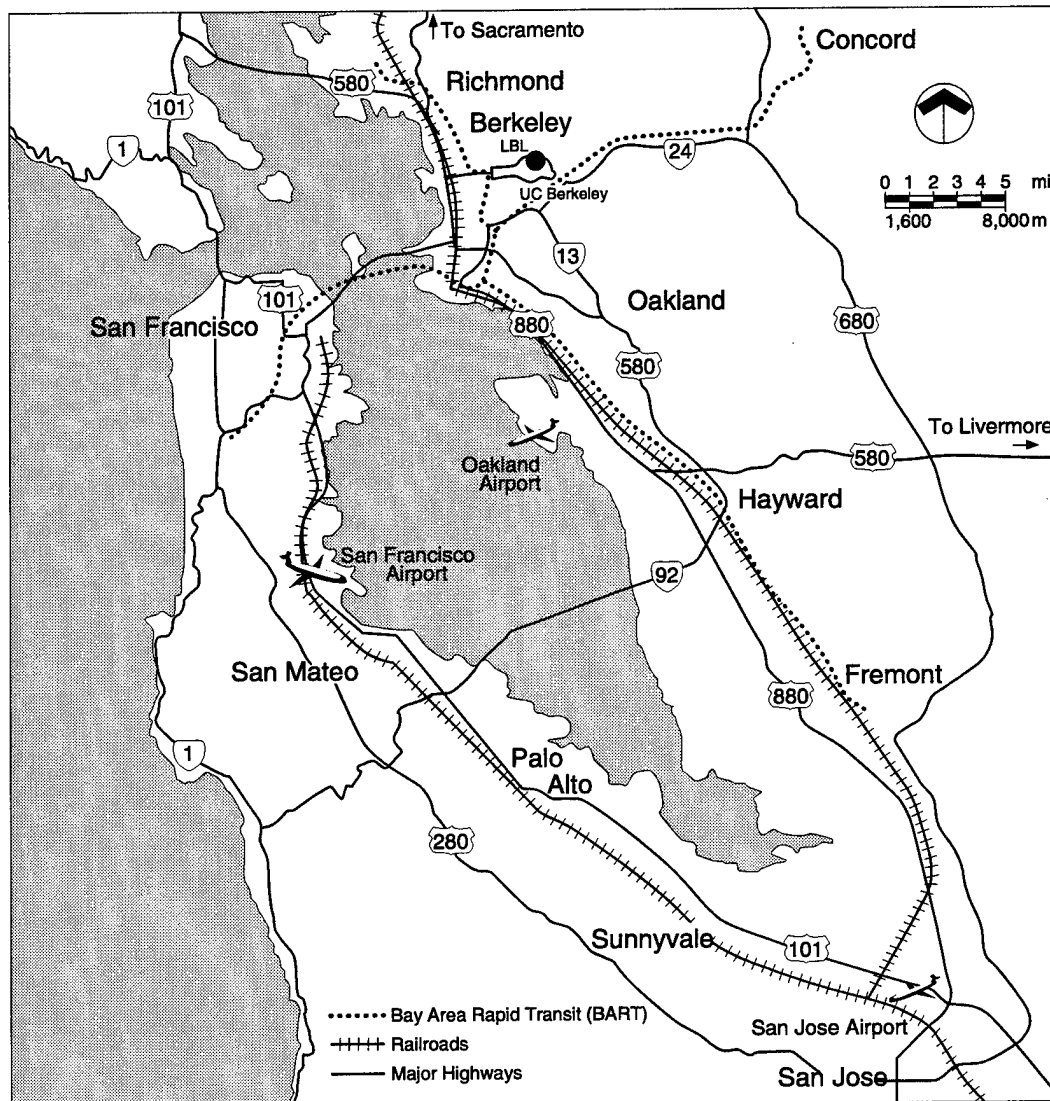 To Sacramento
Concord
580
Richmond
101
Berkeley
LBL
1
24
UC Berkeley
0 1 2 3 4 5 mi
1,600 8,000 m
13
101
Oakland
San Francisco
880
680
580
To Livermore
580
Oakland
Airport
Hayward
San Francisco
Airport
92
San Mateo
Fremont
880
1
Palo
Alto
280
Sunnyvale
101
Bay Area Rapid Transit (BART)
San Jose Airport
Railroads
Major Highways
San Jose